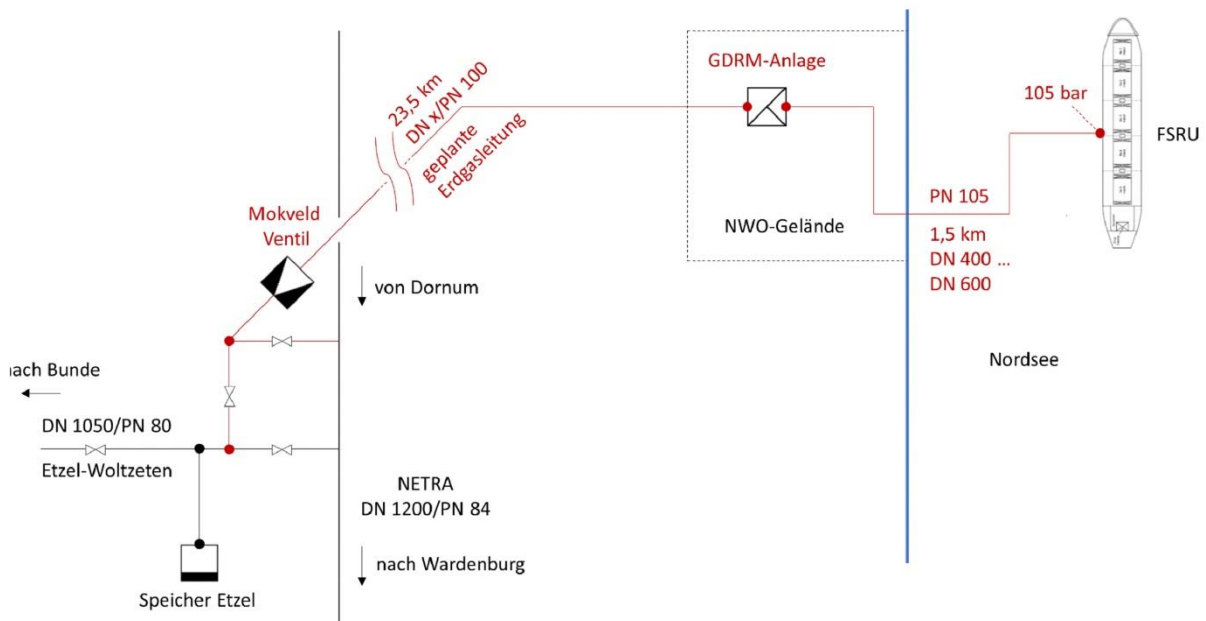 23,5 km
DN x/PN 100
geplante
Erdgasleitung
GDRM-Anlage
105 bar
FSRU
Mokveld
Ventil
NWO-Gelände
PN 105
1,5 km
DN 400 ...
DN 600
von Dornum
Nordsee
nach Bunde
DN 1050/PN 80
Etzel-Woltzeten
NETRA
DN 1200/PN 84
nach Wardenburg
Speicher Etzel